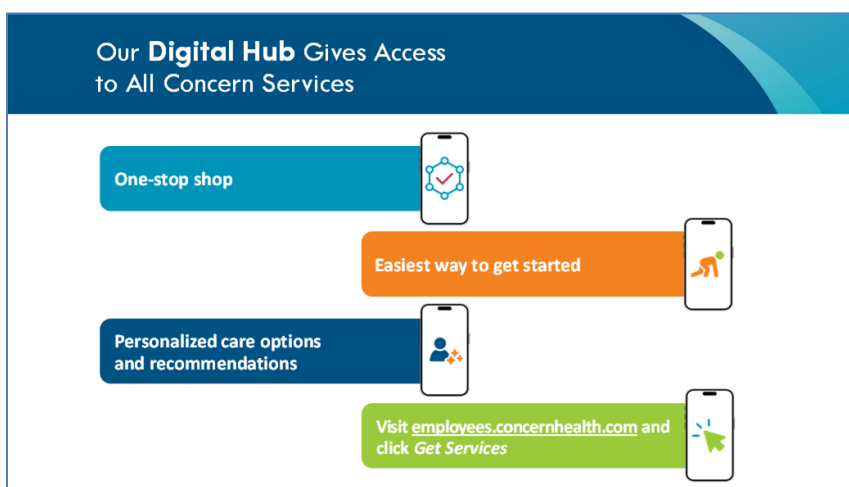 Our Digital Hub Gives Access
to All Concern Services
One-stop shop
Easiest way to get started
Personalized care options
and recommendations
Visit employees.concernhealth.com and
click Get Services